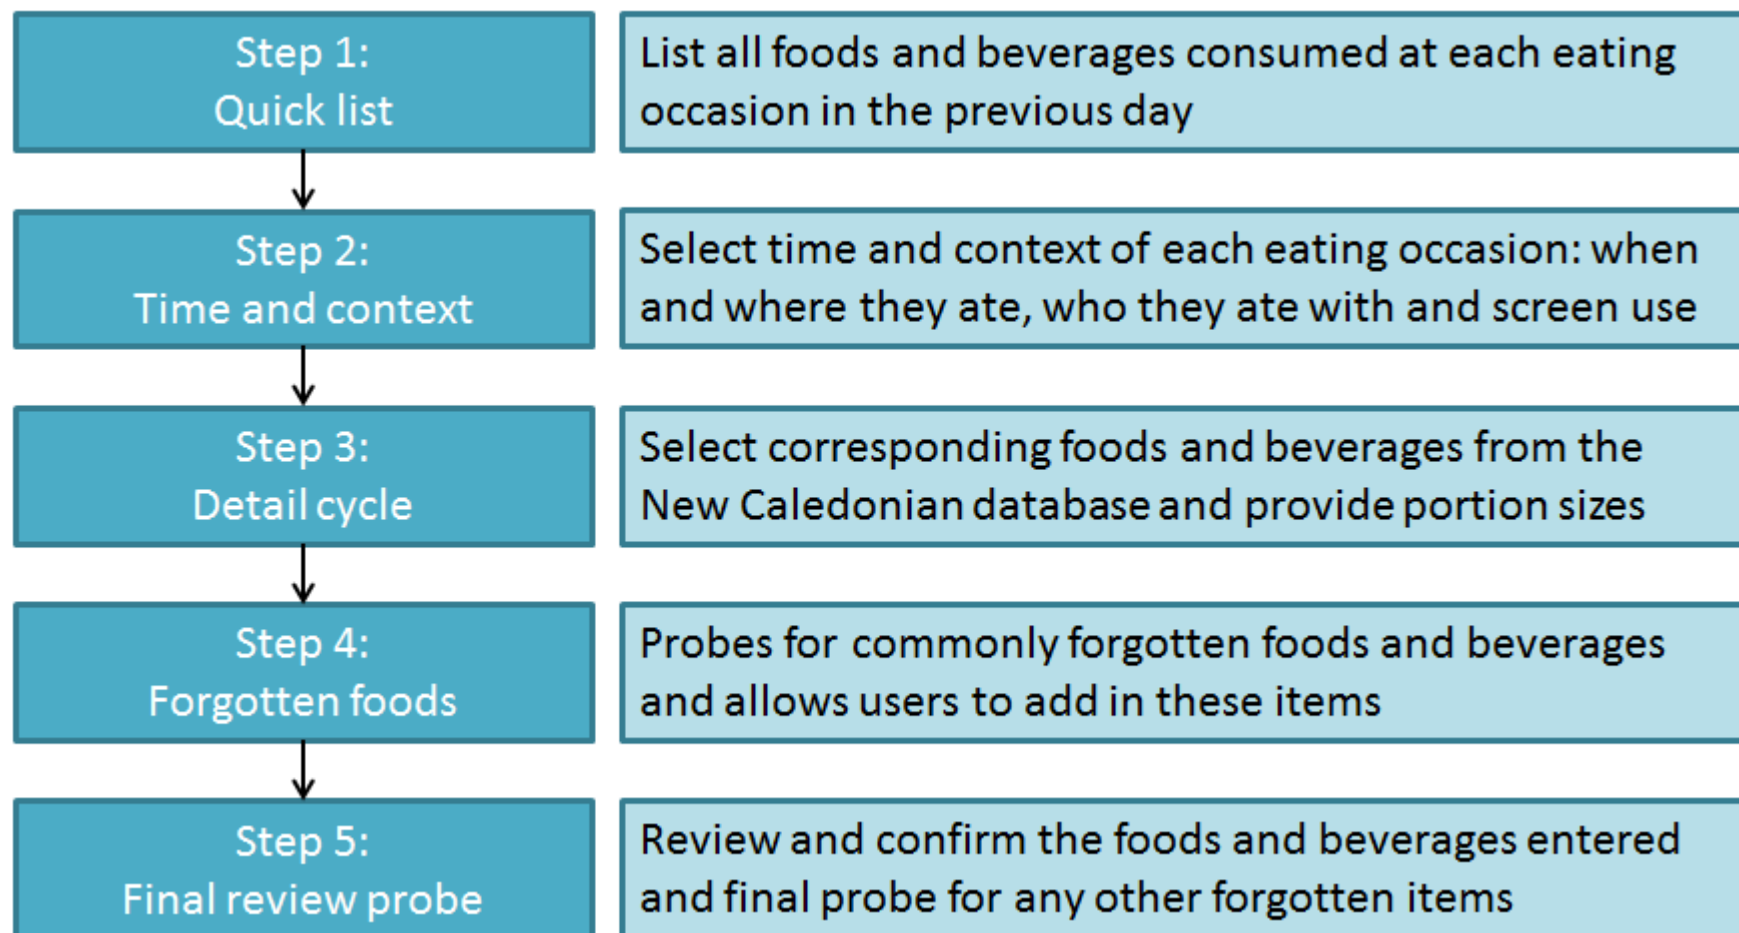 Step 1:
Quick list
List all foods and beverages consumed at each eating
occasion in the previous day
Step 2:
Time and context
Select time and context of each eating occasion: when
and where they ate, who they ate with and screen use
Step 3:
Detail cycle
Select corresponding foods and beverages from the
New Caledonian database and provide portion sizes
Step 4:
Forgotten foods
Probes for commonly forgotten foods and beverages
and allows users to add in these items
Step 5:
Final review probe
Review and confirm the foods and beverages entered
and final probe for any other forgotten items